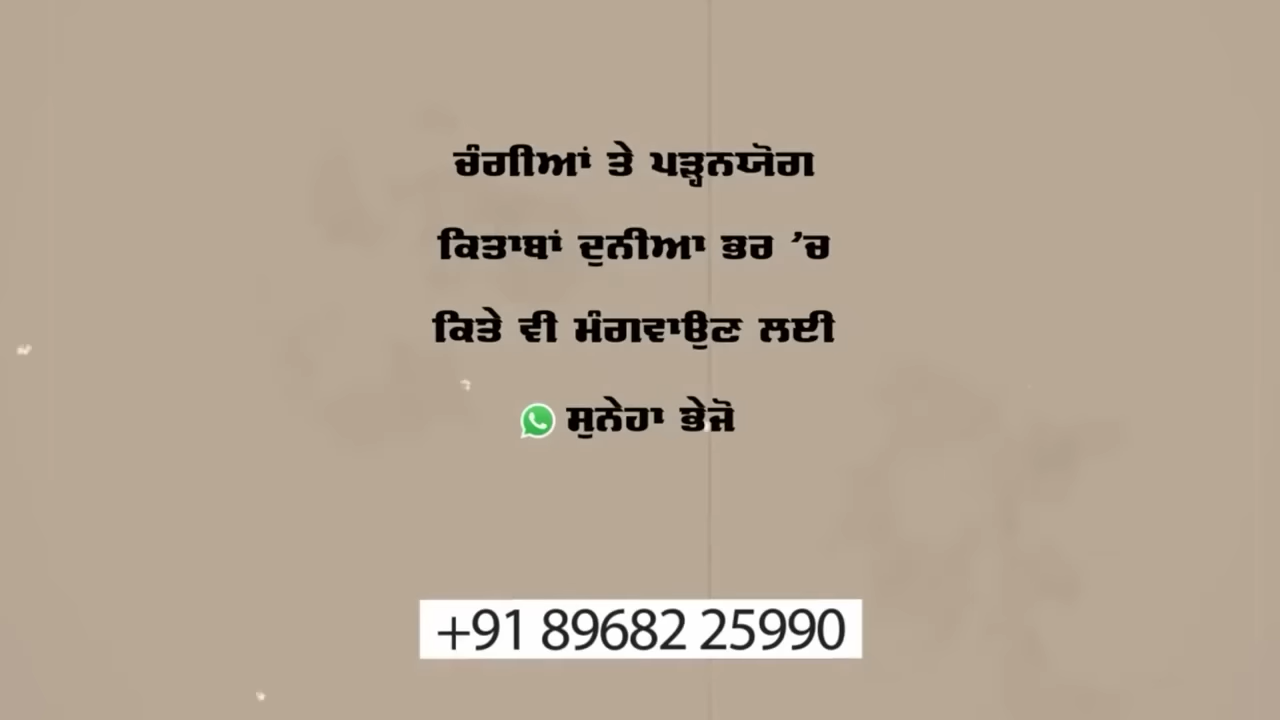 ਚੰਗੀਆਂ ਤੇ ਪੜ੍ਹਨਯੋਗ
ਕਿਤਾਬਾਂ ਦੁਨੀਆ ਭਰ ’ਚ
ਕਿਤੇ ਵੀ ਮੰਗਵਾਉਣ ਲਈ
ਸੁਨੇਹਾ ਭੇਜੋ
+91 89682 25990